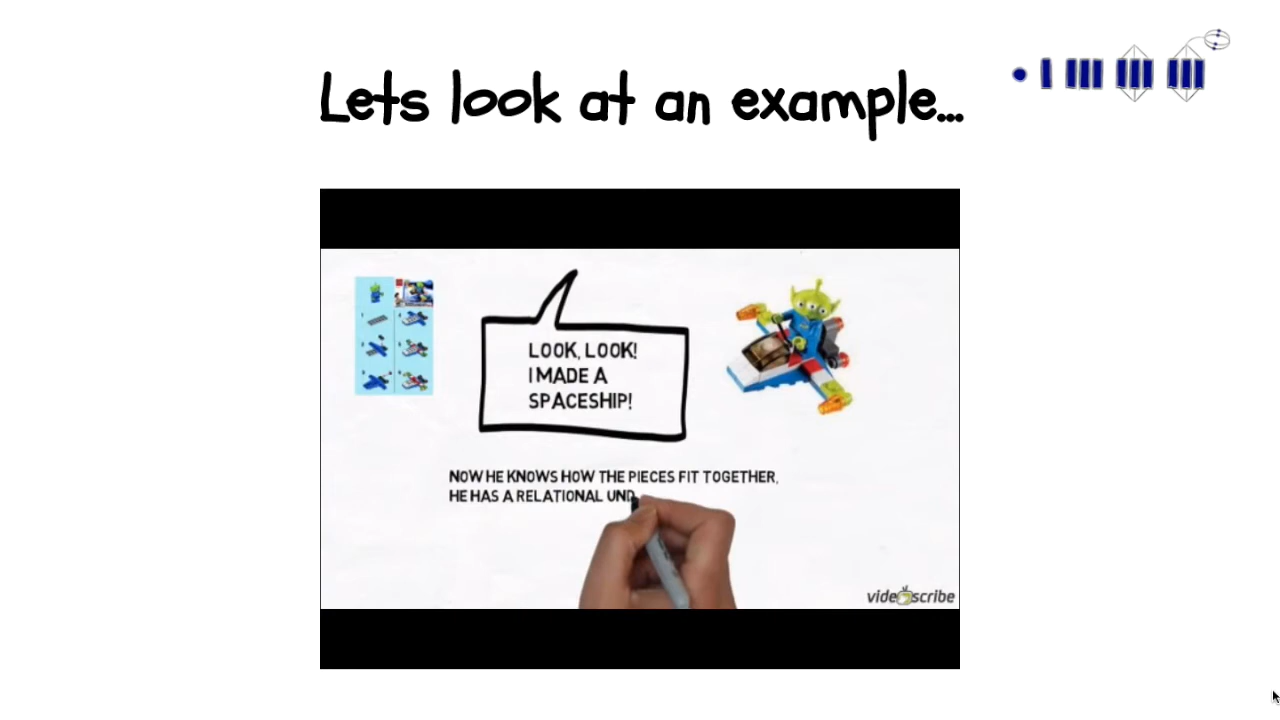 Lets look at an example...
LOOK, LOOK!
I MADE A
SPACESHIP!
NOW HE KNOWS HOW THE PIECES FIT TOGETHER,
HE HAS A RELATIONAL UND
videoscribe